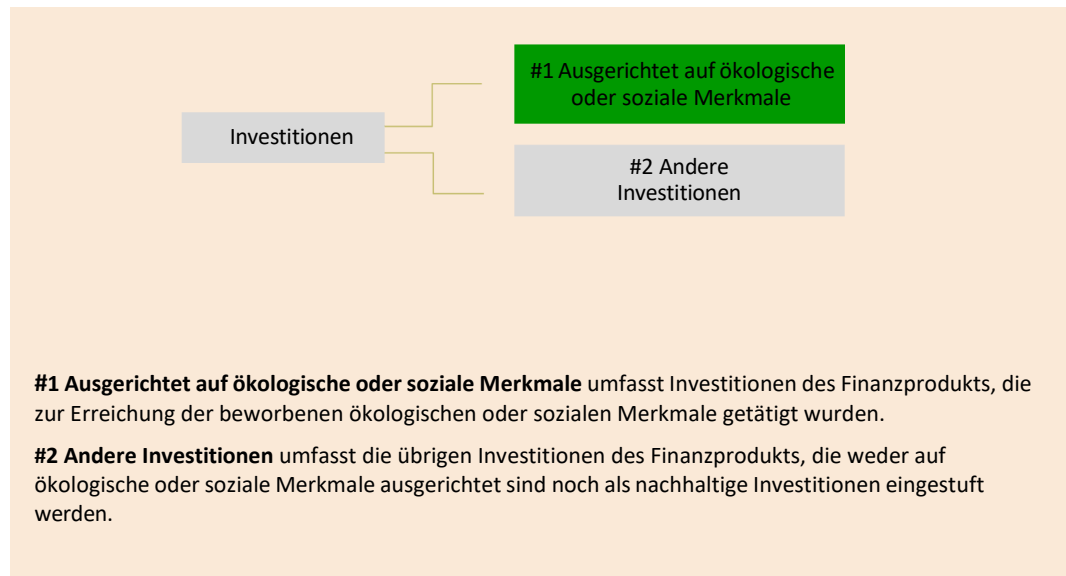 #1 Ausgerichtet auf ökologische
oder soziale Merkmale
Investitionen
#2 Andere
Investitionen
#1 Ausgerichtet auf ökologische oder soziale Merkmale umfasst Investitionen des Finanzprodukts, die
zur Erreichung der beworbenen ökologischen oder sozialen Merkmale getätigt wurden.
#2 Andere Investitionen umfasst die übrigen Investitionen des Finanzprodukts, die weder auf
ökologische oder soziale Merkmale ausgerichtet sind noch als nachhaltige Investitionen eingestuft
werden.